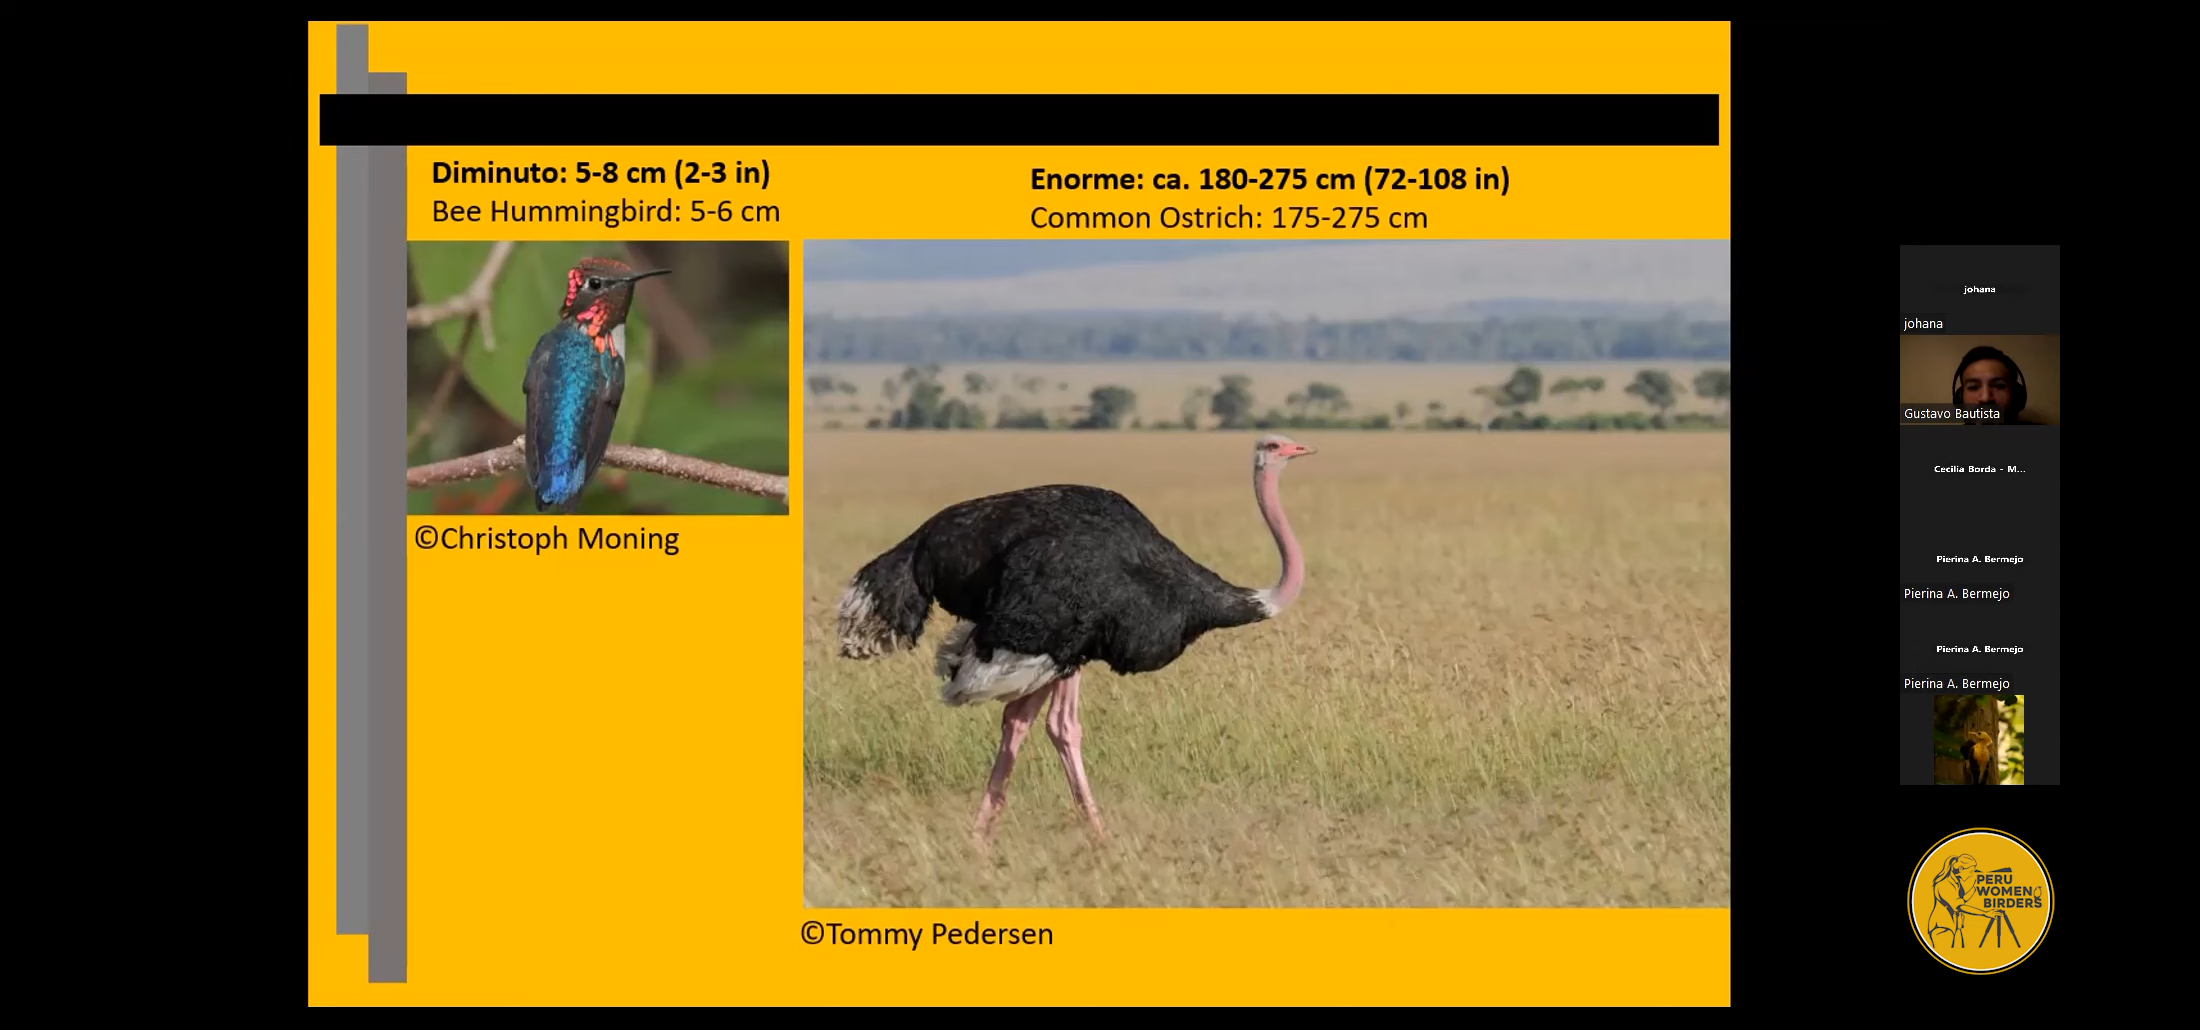 Diminuto: 5-8 cm (2-3 in)
Bee Hummingbird: 5-6 cm
Enorme: ca. 180-275 cm (72-108 in)
Common Ostrich: 175-275 cm
©Christoph Moning
©Tommy Pedersen
johana
johana
Gustavo Bautista
Cecilia Borda - M...
Pierina A. Bermejo
Pierina A. Bermejo
Pierina A. Bermejo
Pierina A. Bermejo
PERU
WOMEN
BIRDERS